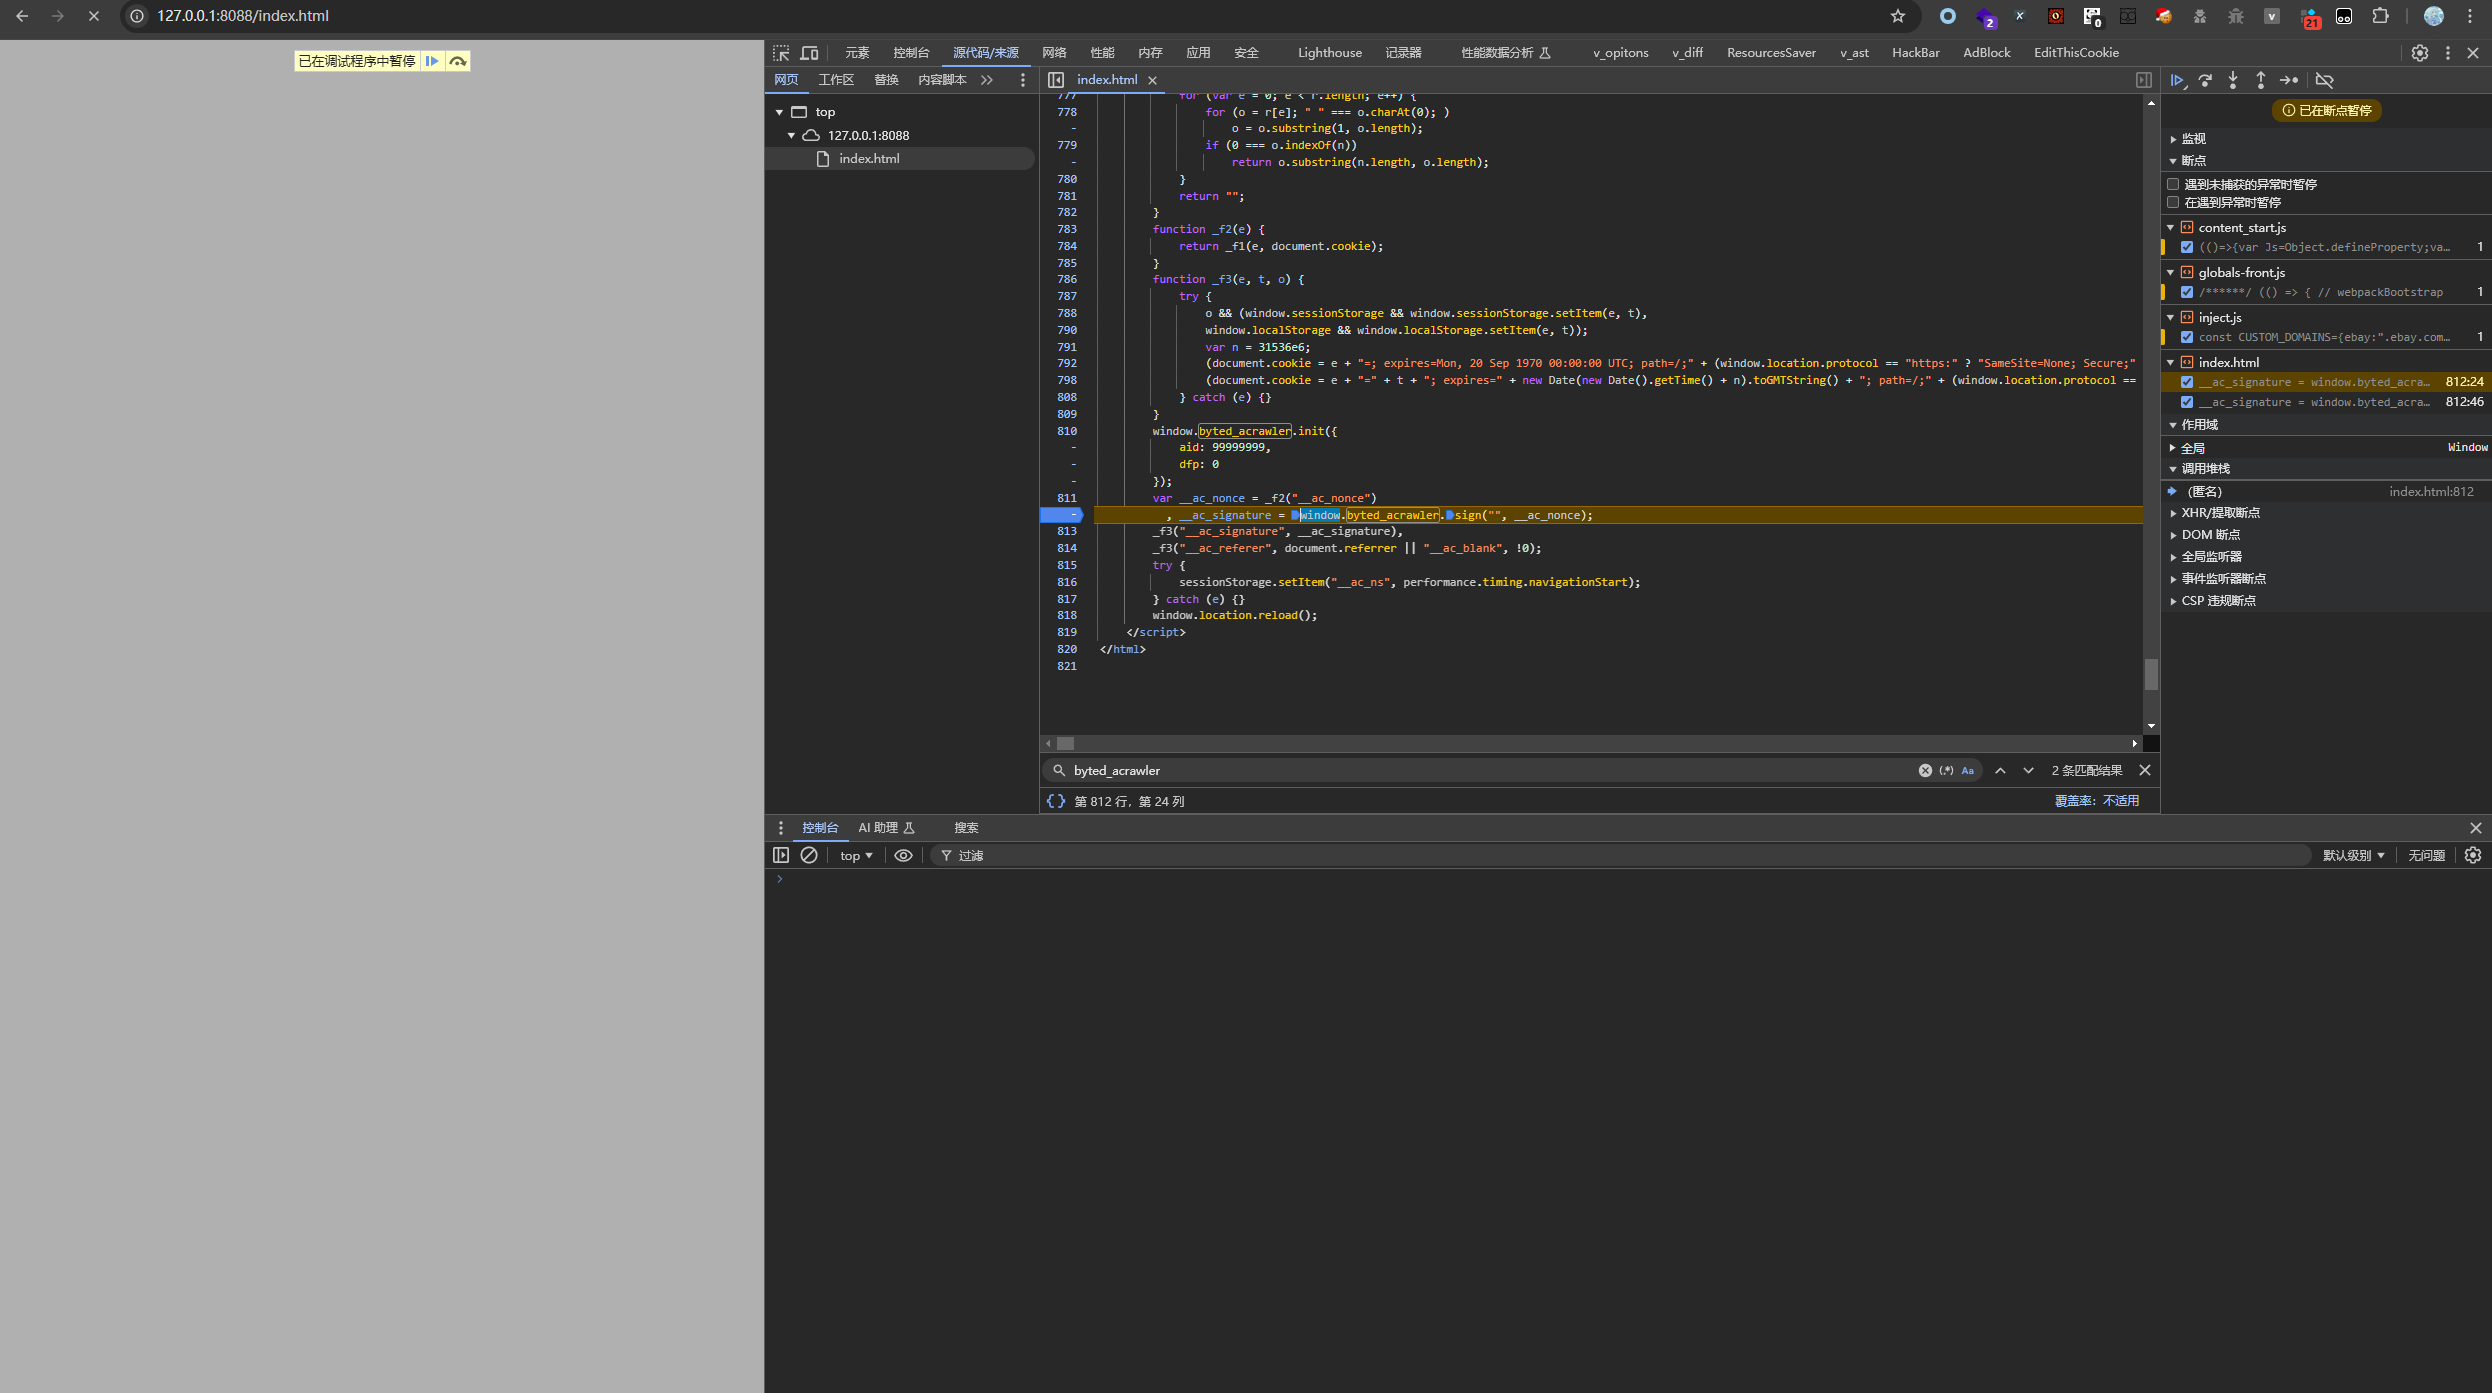 127.0.0.1:8088/index.html
2
0
21
已在调试程序中暂停
元素 控制台 源代码/来源 网络 性能 内存 应用 安全 Lighthouse 记录器 性能数据分析 v_opitons v_diff ResourcesSaver v_ast HackBar AdBlock EditThisCookie
网页 工作区 替换 内容脚本
index.html
top
127.0.0.1:8088
index.html
777 for (var e = 0; e < r.length; e++) {
778 for (o = r[e]; " " === o.charAt(0); )
- o = o.substring(1, o.length);
779 if (0 === o.indexOf(n))
- return o.substring(n.length, o.length);
780 }
781 return "";
782 }
783 function _f2(e) {
784 return _f1(e, document.cookie);
785 }
786 function _f3(e, t, o) {
787 try {
788 o && (window.sessionStorage && window.sessionStorage.setItem(e, t),
790 window.localStorage && window.localStorage.setItem(e, t));
791 var n = 31536e6;
792 (document.cookie = e + "=; expires=Mon, 20 Sep 1970 00:00:00 UTC; path=/;" + (window.location.protocol == "https:" ? "SameSite=None; Secure;"
798 (document.cookie = e + "=" + t + "; expires=" + new Date(new Date().getTime() + n).toGMTString() + "; path=/;" + (window.location.protocol ==
808 } catch (e) {}
809 }
810 window.byted_acrawler.init({
- aid: 99999999,
- dfp: 0
- });
811 var __ac_nonce = _f2("__ac_nonce")
- , __ac_signature = window.byted_acrawler.sign("", __ac_nonce);
813 _f3("__ac_signature", __ac_signature),
814 _f3("__ac_referer", document.referrer || "__ac_blank", !0);
815 try {
816 sessionStorage.setItem("__ac_ns", performance.timing.navigationStart);
817 } catch (e) {}
818 window.location.reload();
819 </script>
820 </html>
821
byted_acrawler
(.*) Aa
2 条匹配结果
{ } 第 812 行，第 24 列
覆盖率：不适用
已在断点暂停
监视
断点
遇到未捕获的异常时暂停
在遇到异常时暂停
content_start.js
(()=>{var Js=Object.defineProperty;va… 1
globals-front.js
/******/ (() => { // webpackBootstrap 1
inject.js
const CUSTOM_DOMAINS={ebay:".ebay.com… 1
index.html
__ac_signature = window.byted_acra… 812:24
__ac_signature = window.byted_acra… 812:46
作用域
全局 Window
调用堆栈
(匿名) index.html:812
XHR/提取断点
DOM 断点
全局监听器
事件监听器断点
CSP 违规断点
控制台 AI 助理 搜索
top 过滤 默认级别 无问题